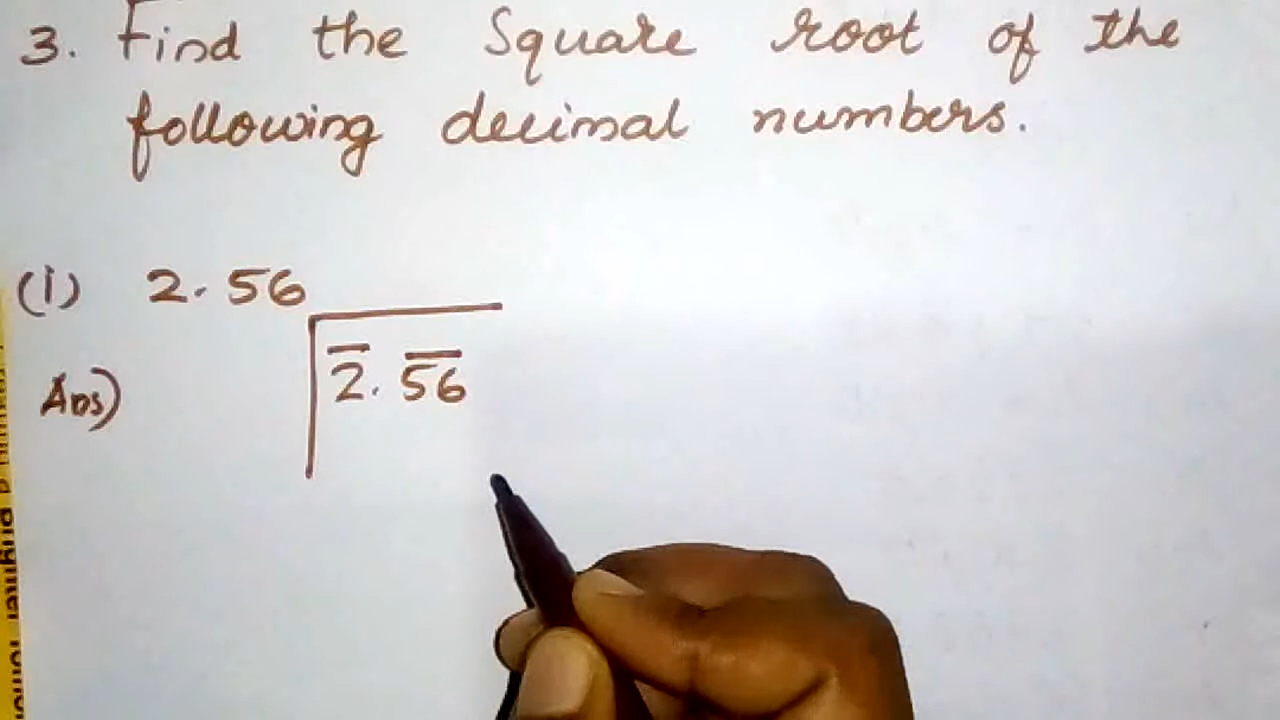 3. Find the Square root of the
following decimal numbers.
(i) 2.56
Ans) 2. 56